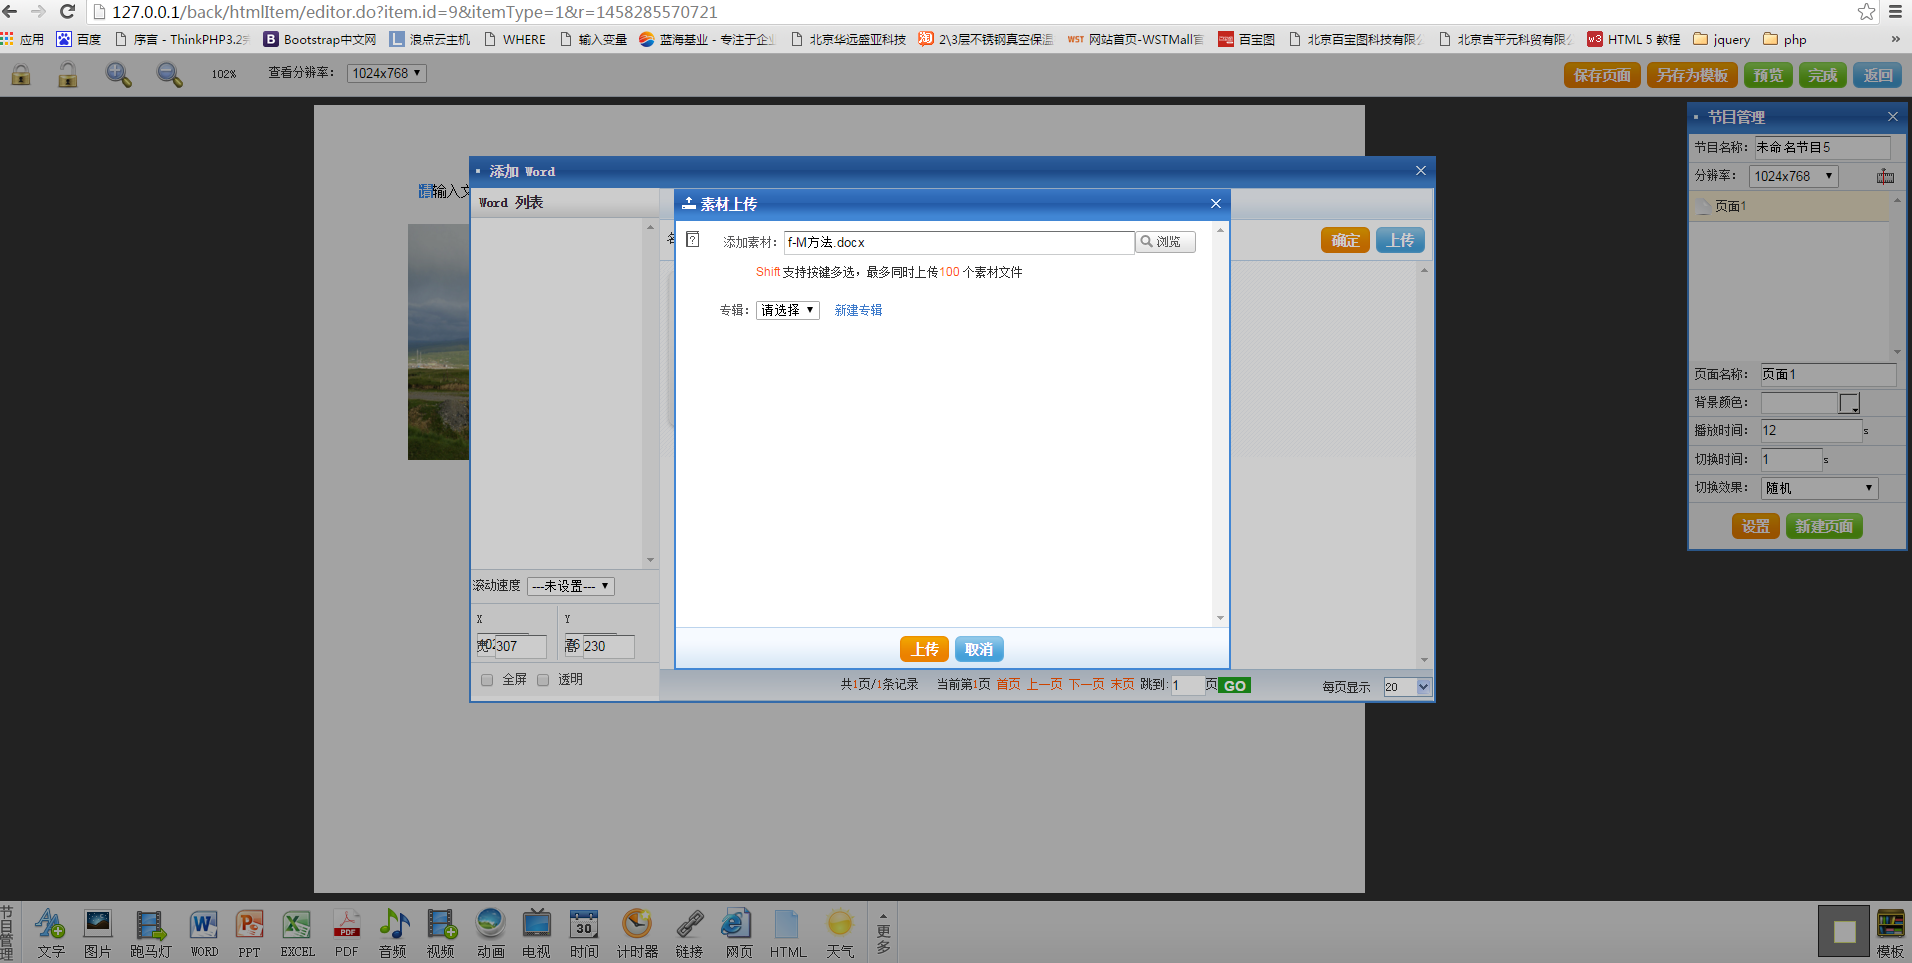 127.0.0.1/back/htmlItem/editor.do?item.id=9&itemType=1&r=1458285570721
应用 百度 序言 - ThinkPHP3.2 Bootstrap中文网 浪点云主机 WHERE 输入变量 蓝海基业 - 专注于企业 北京华远盛亚科技 2\3层不锈钢真空保温 网站首页-WSTMall官 百宝图 北京百宝图科技有限 北京吉平元科贸有限 HTML 5 教程 jquery php »
102% 查看分辨率： 1024x768 保存页面 另存为模板 预览 完成 返回
节目管理
节目名称： 未命名节目5
分辨率： 1024x768
页面1
页面名称： 页面1
背景颜色：
播放时间： 12 s
切换时间： 1 s
切换效果： 随机
设置 新建页面
请输入文
添加 Word
Word 列表
确定 上传
素材上传
添加素材： f-M方法.docx 浏览
Shift 支持按键多选，最多同时上传100 个素材文件
专辑： 请选择 新建专辑
上传 取消
滚动速度 ---未设置---
X Y
宽 307 高 230
全屏 透明
共1页/1条记录 当前第1页 首页 上一页 下一页 末页 跳到: 1 页 GO 每页显示 20
节目管理
文字 图片 跑马灯 WORD PPT EXCEL PDF 音频 视频 动画 电视 时间 计时器 链接 网页 HTML 天气 更多 模板